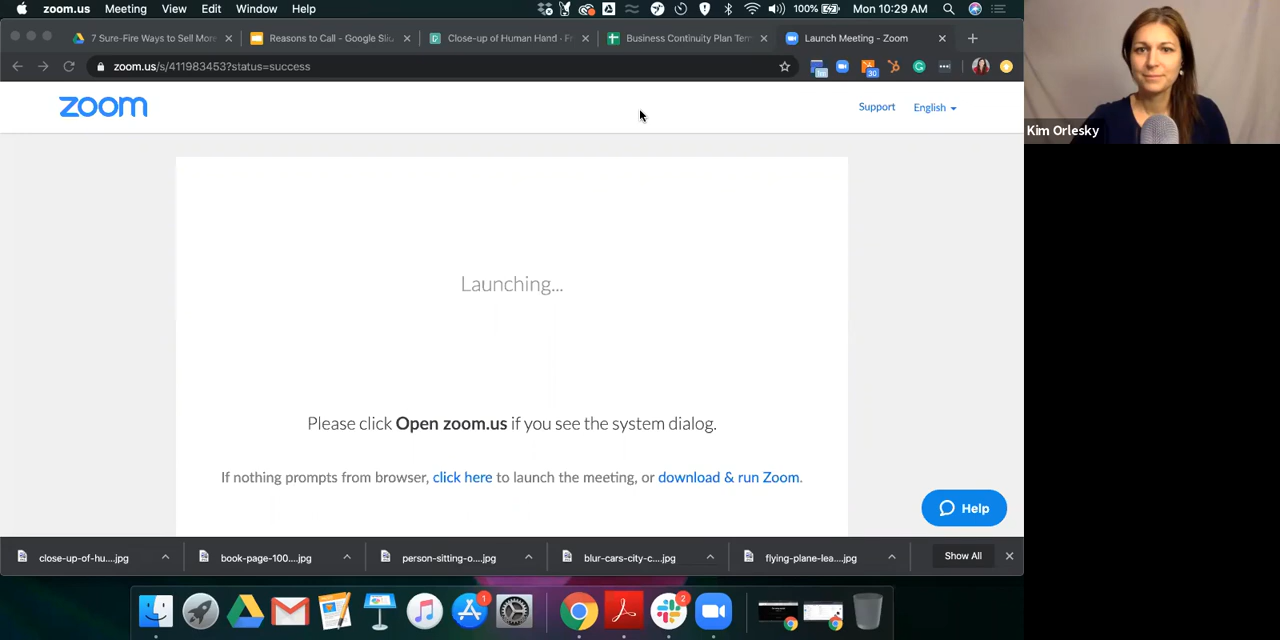 zoom.us Meeting View Edit Window Help 100% Mon 10:29 AM
7 Sure-Fire Ways to Sell More
Reasons to Call - Google Slic
Close-up of Human Hand · Fr
Business Continuity Plan Tem
Launch Meeting - Zoom
zoom.us/s/411983453?status=success
30
zoom
Support English
Kim Orlesky
Launching...
Please click Open zoom.us if you see the system dialog.
If nothing prompts from browser, click here to launch the meeting, or download & run Zoom.
Help
close-up-of-hu....jpg
book-page-100....jpg
person-sitting-o....jpg
blur-cars-city-c....jpg
flying-plane-lea....jpg
Show All
1
2